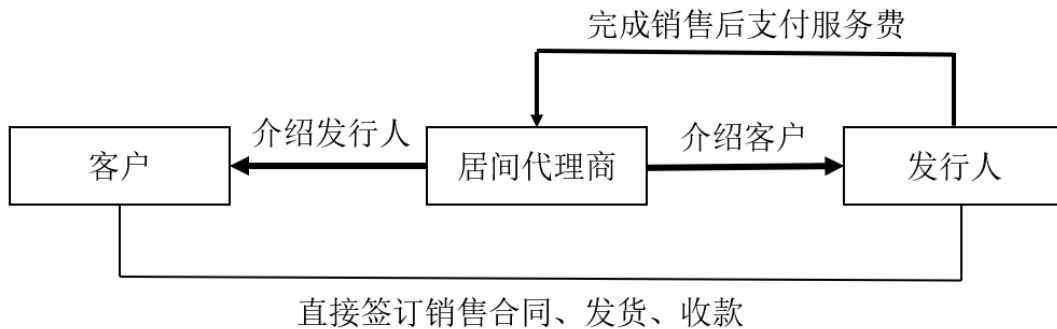 完成销售后支付服务费
介绍发行人
介绍客户
客户
居间代理商
发行人
直接签订销售合同、发货、收款